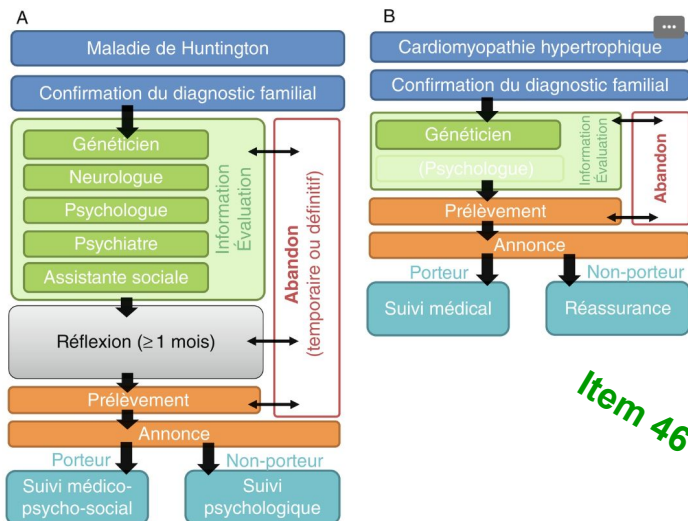 A
Maladie de Huntington
Confirmation du diagnostic familial
Généticien
Neurologue
Psychologue
Psychiatre
Assistante sociale
Information
Évaluation
Abandon
(temporaire ou définitif)
Réflexion (≥ 1 mois)
Prélèvement
Annonce
Porteur
Non-porteur
Suivi médico-
psycho-social
Suivi
psychologique
B
Cardiomyopathie hypertrophique
Confirmation du diagnostic familial
Généticien
(Psychologue)
Information
Évaluation
Abandon
Prélèvement
Annonce
Porteur
Non-porteur
Suivi médical
Réassurance
Item 46